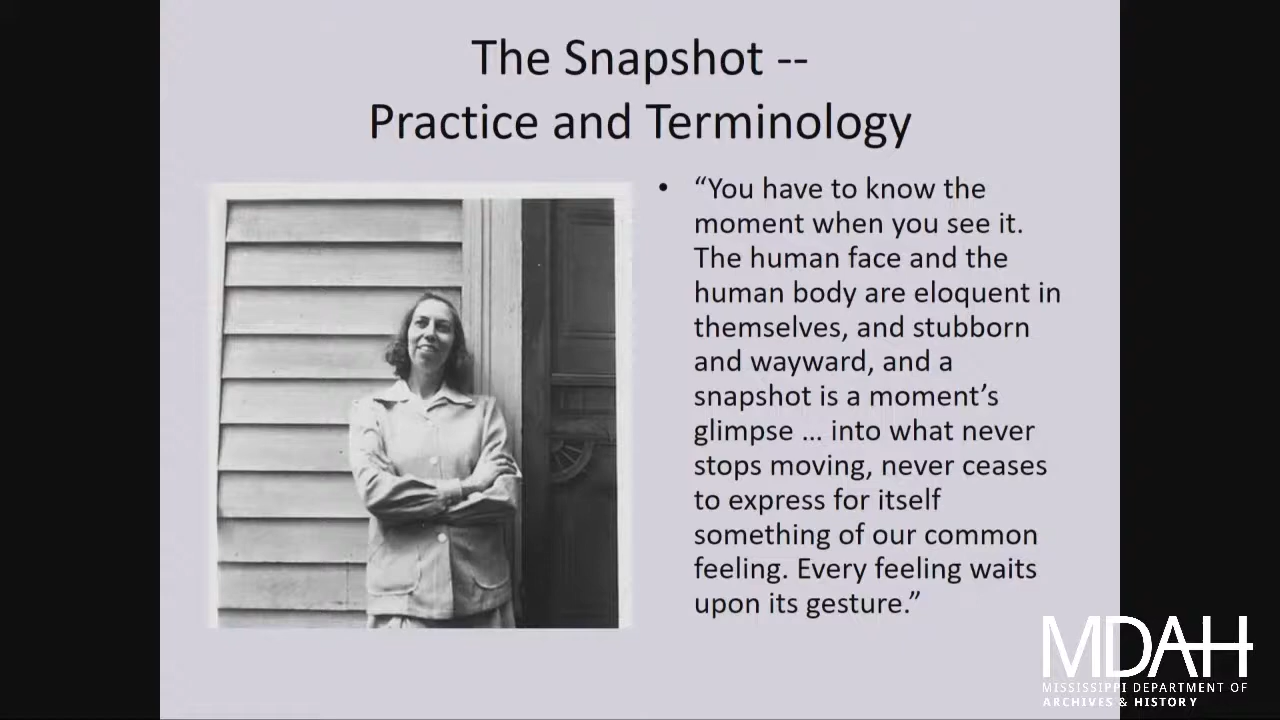 The Snapshot --
Practice and Terminology
• “You have to know the
moment when you see it.
The human face and the
human body are eloquent in
themselves, and stubborn
and wayward, and a
snapshot is a moment’s
glimpse … into what never
stops moving, never ceases
to express for itself
something of our common
feeling. Every feeling waits
upon its gesture.”
MDAH
MISSISSIPPI DEPARTMENT OF
ARCHIVES & HISTORY